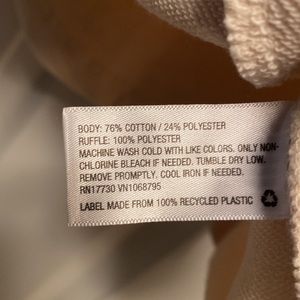 BODY: 76% COTTON / 24% POLYESTER
RUFFLE: 100% POLYESTER
MACHINE WASH COLD WITH LIKE COLORS. ONLY NON-
CHLORINE BLEACH IF NEEDED. TUMBLE DRY LOW.
REMOVE PROMPTLY. COOL IRON IF NEEDED.
RN17730 VN1068795
LABEL MADE FROM 100% RECYCLED PLASTIC